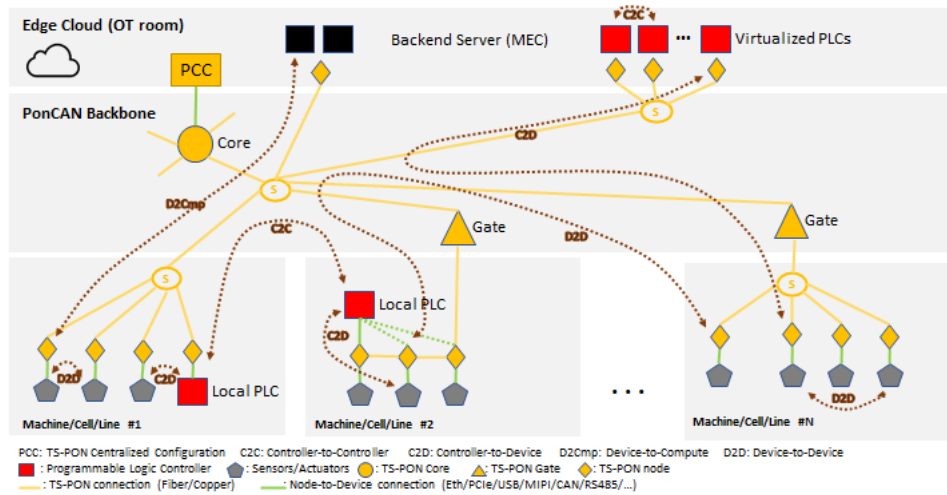 Edge Cloud (OT room)
PCC
Backend Server (MEC)
C2C
...
Virtualized PLCs
PonCAN Backbone
Core
S
C2D
S
D2Cmp
C2C
Gate
D2D
Gate
S
S
Local PLC
C2D
D2D
C2D
Local PLC
D2D
...
Machine/Cell/Line #1
Machine/Cell/Line #2
Machine/Cell/Line #N
PCC: TS-PON Centralized Configuration C2C: Controller-to-Controller C2D: Controller-to-Device D2Cmp: Device-to-Compute D2D: Device-to-Device
: Programmable Logic Controller : Sensors/Actuators : TS-PON Core : TS-PON Gate : TS-PON node
: TS-PON connection (Fiber/Copper) : Node-to-Device connection (Eth/PCIe/USB/MIPI/CAN/RS485/...)